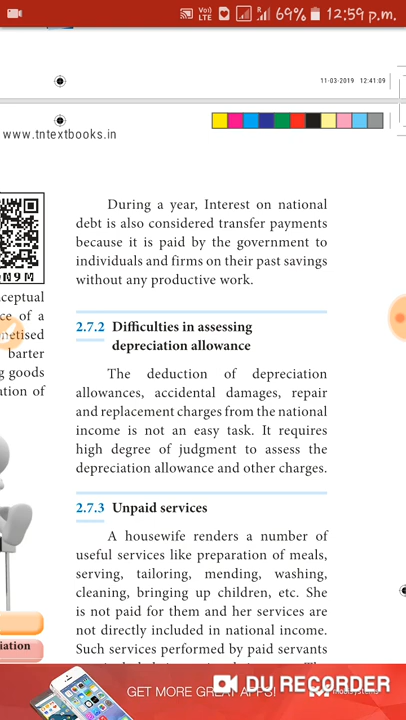 Vo) LTE R 69% 12:59 p.m.
11-03-2019 12:41:09
www.tntextbooks.in
During a year, Interest on national
debt is also considered transfer payments
because it is paid by the government to
individuals and firms on their past savings
without any productive work.
N9M
ceptual
ce of a
netised
barter
g goods
ation of
2.7.2 Difficulties in assessing
depreciation allowance
The deduction of depreciation
allowances, accidental damages, repair
and replacement charges from the national
income is not an easy task. It requires
high degree of judgment to assess the
depreciation allowance and other charges.
2.7.3 Unpaid services
A housewife renders a number of
useful services like preparation of meals,
serving, tailoring, mending, washing,
cleaning, bringing up children, etc. She
is not paid for them and her services are
not directly included in national income.
Such services performed by paid servants
iation
GET MORE GREAT APPS!
DU RECORDER